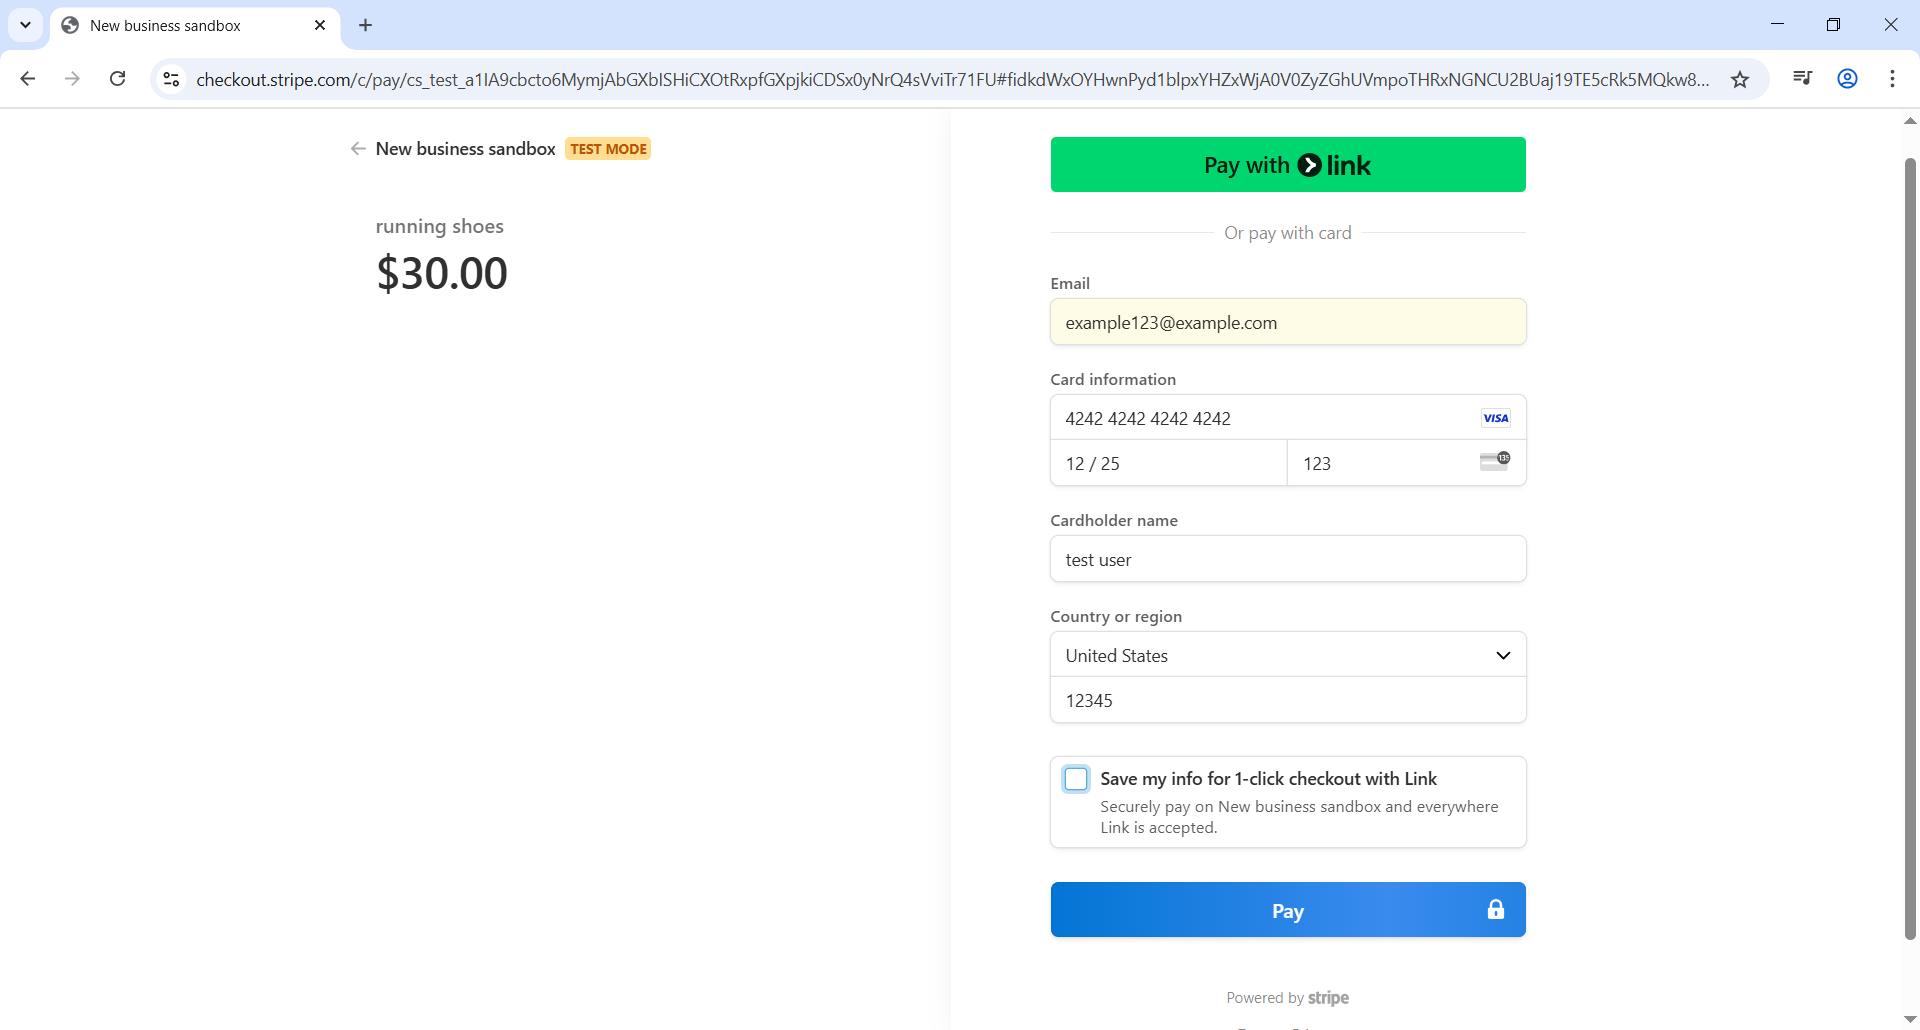 New business sandbox
checkout.stripe.com/c/pay/cs_test_a1IA9cbcto6MymjAbGXbISHiCXOtRxpfGXpjkiCDSx0yNrQ4sVviTr71FU#fidkdWxOYHwnPyd1blpxYHZxWjA0V0ZyZGhUVmpoTHRxNGNCU2BUaj19TE5cRk5MQkw8...
New business sandbox TEST MODE
running shoes
$30.00
Pay with link
Or pay with card
Email
example123@example.com
Card information
4242 4242 4242 4242 VISA
12 / 25 123 135
Cardholder name
test user
Country or region
United States
12345
Save my info for 1-click checkout with Link
Securely pay on New business sandbox and everywhere
Link is accepted.
Pay
Powered by stripe